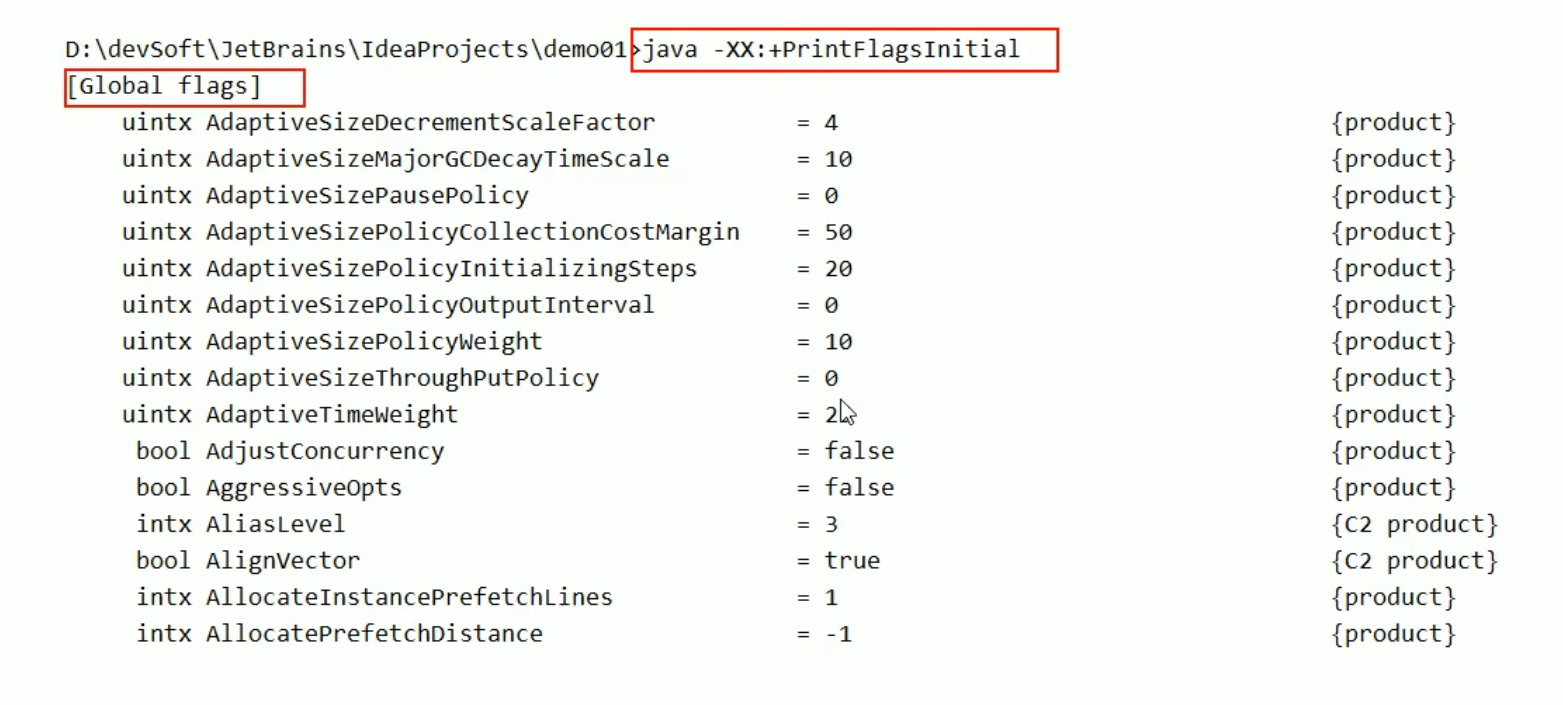 D:\devSoft\JetBrains\IdeaProjects\demo01>java -XX:+PrintFlagsInitial
[Global flags]
uintx AdaptiveSizeDecrementScaleFactor = 4 {product}
uintx AdaptiveSizeMajorGCDecayTimeScale = 10 {product}
uintx AdaptiveSizePausePolicy = 0 {product}
uintx AdaptiveSizePolicyCollectionCostMargin = 50 {product}
uintx AdaptiveSizePolicyInitializingSteps = 20 {product}
uintx AdaptiveSizePolicyOutputInterval = 0 {product}
uintx AdaptiveSizePolicyWeight = 10 {product}
uintx AdaptiveSizeThroughPutPolicy = 0 {product}
uintx AdaptiveTimeWeight = 2 {product}
bool AdjustConcurrency = false {product}
bool AggressiveOpts = false {product}
intx AliasLevel = 3 {C2 product}
bool AlignVector = true {C2 product}
intx AllocateInstancePrefetchLines = 1 {product}
intx AllocatePrefetchDistance = -1 {product}